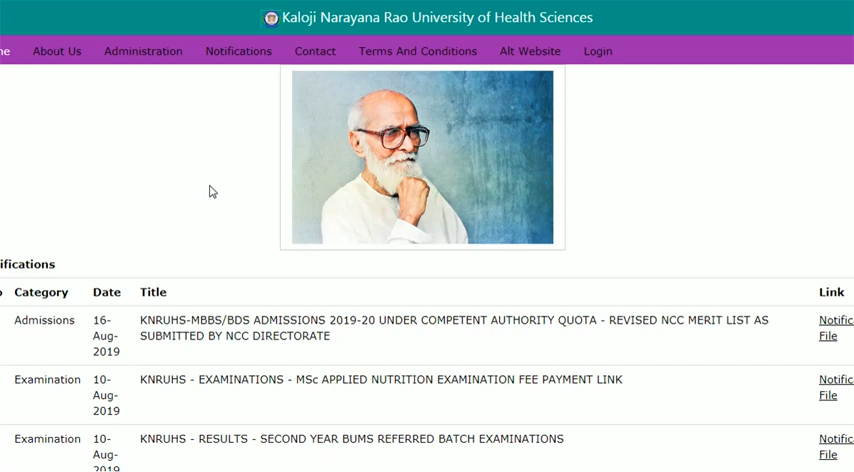 Kaloji Narayana Rao University of Health Sciences
ne About Us Administration Notifications Contact Terms And Conditions Alt Website Login
ifications
o Category Date Title Link
Admissions 16-Aug-2019 KNRUHS-MBBS/BDS ADMISSIONS 2019-20 UNDER COMPETENT AUTHORITY QUOTA - REVISED NCC MERIT LIST AS SUBMITTED BY NCC DIRECTORATE Notific File
Examination 10-Aug-2019 KNRUHS - EXAMINATIONS - MSc APPLIED NUTRITION EXAMINATION FEE PAYMENT LINK Notific File
Examination 10-Aug-2019 KNRUHS - RESULTS - SECOND YEAR BUMS REFERRED BATCH EXAMINATIONS Notific File